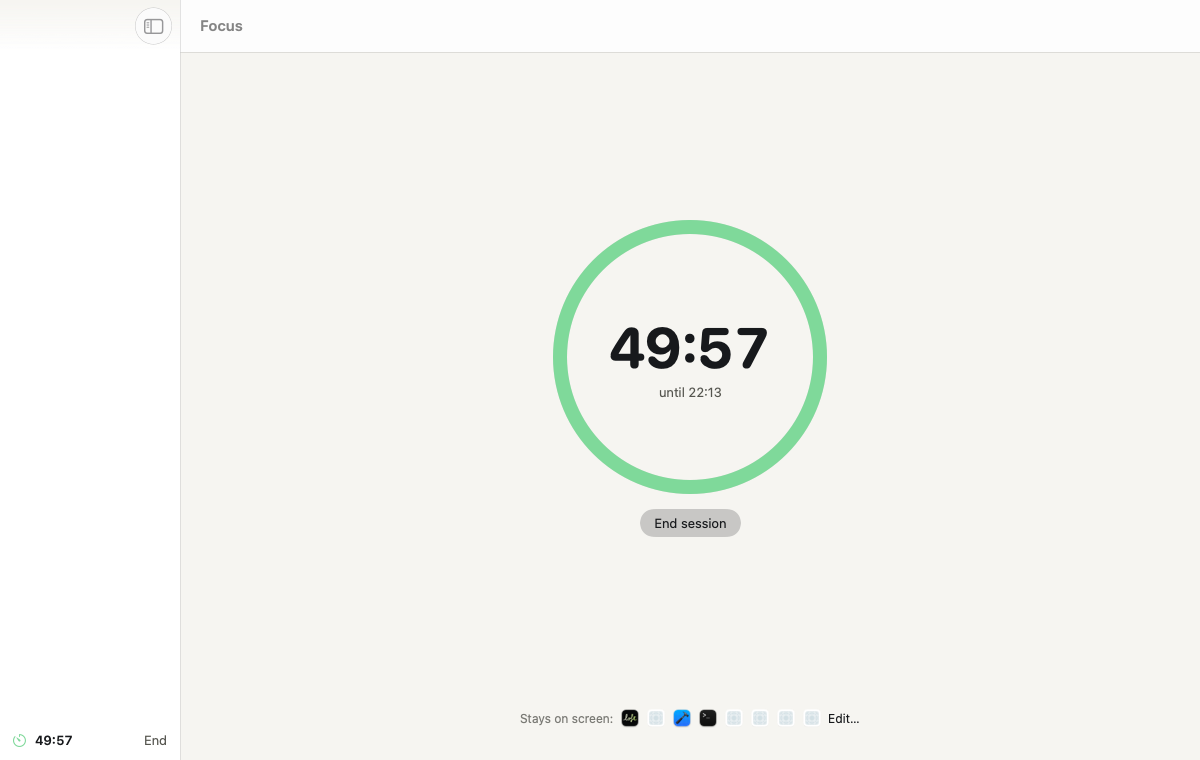 Focus
49:57
until 22:13
End session
Stays on screen: Edit...
49:57 End